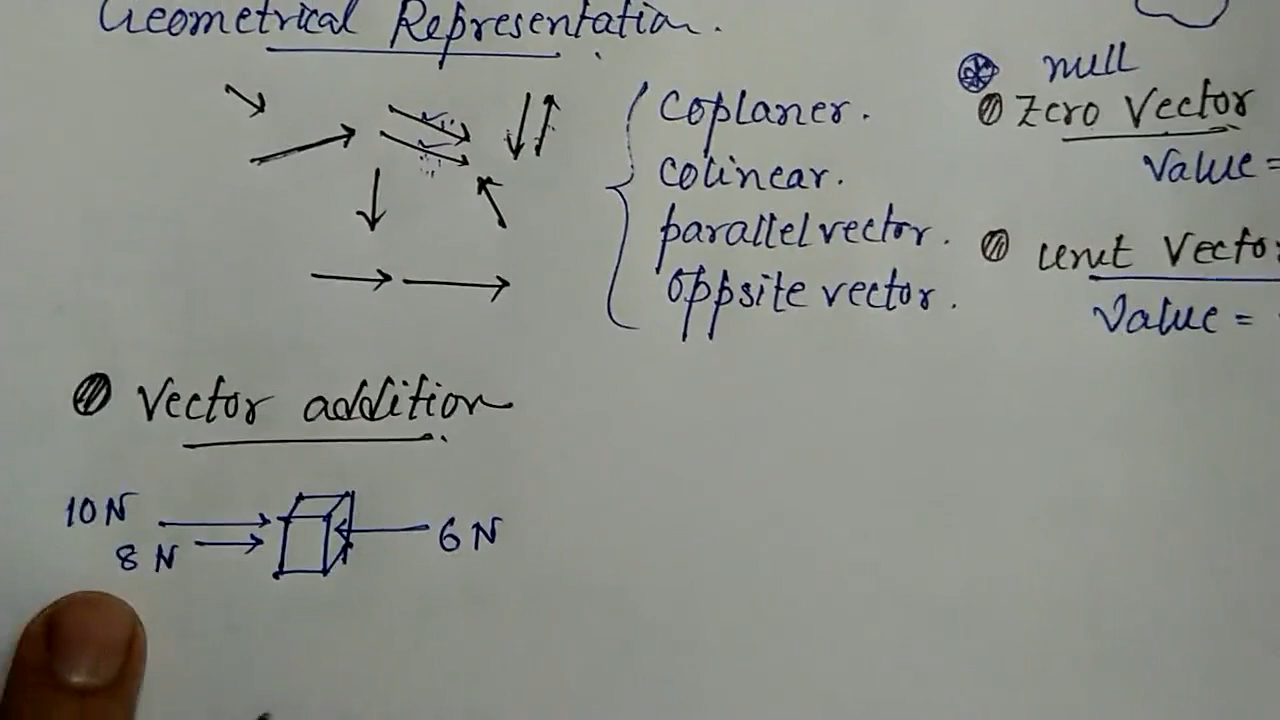 Geometrical Representation.
Coplaner.
Colinear.
parallel vector.
oppsite vector.
null
Zero Vector
Value =
unit Vector
Value =
Vector addition
10 N
8 N
6 N